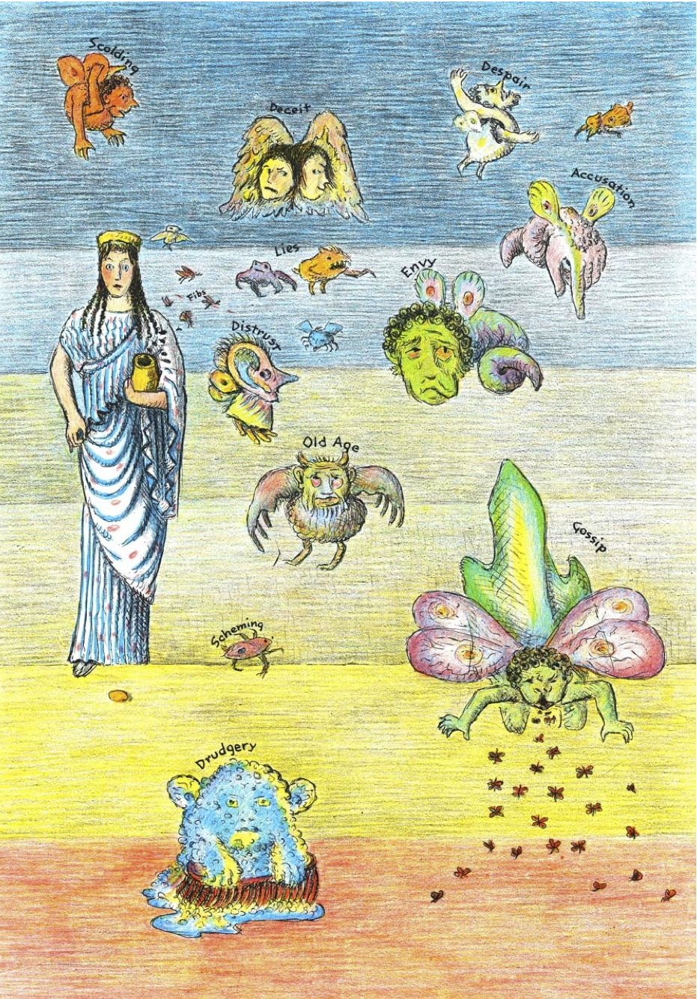 Scolding
Despair
Deceit
Accusation
Lies
Envy
Fibs
Distrust
Old Age
Gossip
Scheming
Drudgery